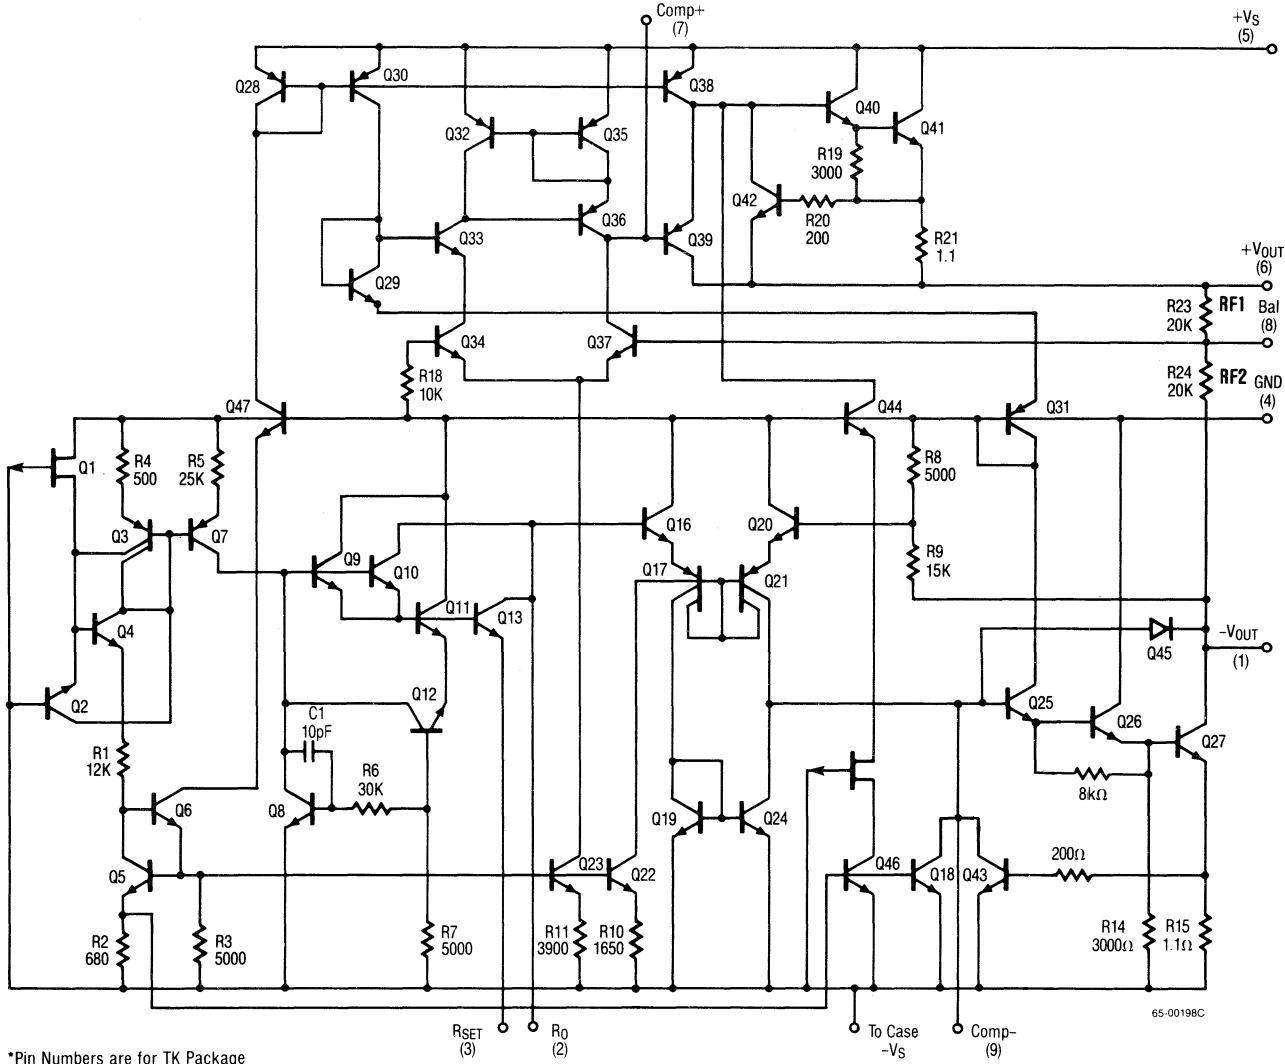 Comp+
(7)
+VS
(5)
Q28
Q30
Q38
Q40
Q41
Q32
Q35
R19
3000
Q42
Q36
R20
200
Q33
Q39
R21
1.1
+VOUT
(6)
Q29
R23
20K
RF1
Bal
(8)
Q34
Q37
R18
10K
R24
20K
RF2
GND
(4)
Q47
Q44
Q31
Q1
R4
500
R5
25K
R8
5000
Q3
Q7
Q16
Q20
Q9
Q10
Q17
Q21
R9
15K
Q4
Q11
Q13
Q45
-VOUT
(1)
Q2
Q12
C1
10pF
Q25
Q26
Q27
R1
12K
R6
30K
8kΩ
Q6
Q8
Q19
Q24
Q5
Q23
Q22
Q46
Q18
Q43
200Ω
R2
680
R3
5000
R7
5000
R11
3900
R10
1650
R14
3000Ω
R15
1.1Ω
65-00198C
RSET
(3)
RO
(2)
To Case
-VS
Comp-
(9)
*Pin Numbers are for TK Package